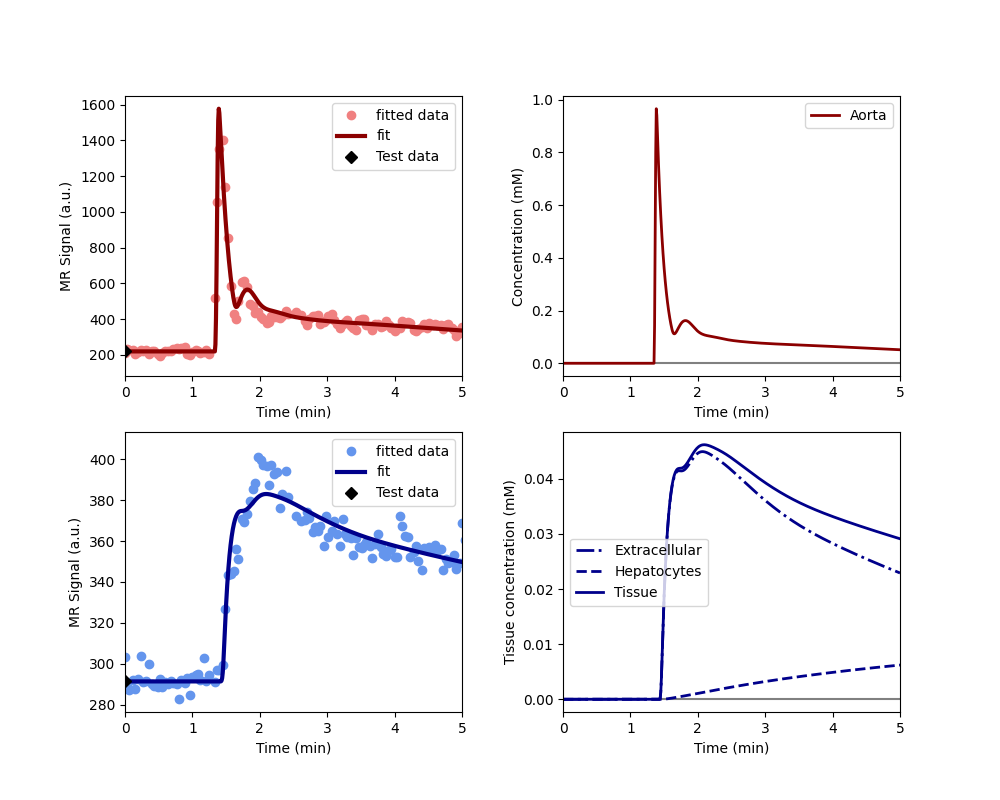 MR Signal (a.u.)
1600
1400
1200
1000
800
600
400
200
fitted data
fit
Test data
0 1 2 3 4 5
Time (min)
Concentration (mM)
1.0
0.8
0.6
0.4
0.2
0.0
Aorta
0 1 2 3 4 5
Time (min)
MR Signal (a.u.)
400
380
360
340
320
300
280
fitted data
fit
Test data
0 1 2 3 4 5
Time (min)
Tissue concentration (mM)
0.04
0.03
0.02
0.01
0.00
Extracellular
Hepatocytes
Tissue
0 1 2 3 4 5
Time (min)